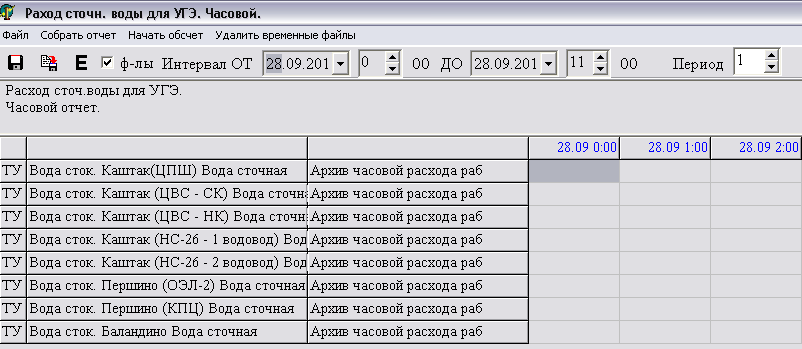 Раход сточн. воды для УГЭ. Часовой.
Файл Собрать отчет Начать обсчет Удалить временные файлы
E ф-лы Интервал ОТ 28.09.201 0 00 ДО 28.09.201 11 00 Период 1
Расход сточ.воды для УГЭ.
Часовой отчет.
28.09 0:00 28.09 1:00 28.09 2:00
ТУ Вода сток. Каштак(ЦПШ) Вода сточная Архив часовой расхода раб
ТУ Вода сток. Каштак (ЦВС - СК) Вода сточна Архив часовой расхода раб
ТУ Вода сток. Каштак (ЦВС - НК) Вода сточн Архив часовой расхода раб
ТУ Вода сток. Каштак (НС-26 - 1 водовод) Вод Архив часовой расхода раб
ТУ Вода сток. Каштак (НС-26 - 2 водовод) Вод Архив часовой расхода раб
ТУ Вода сток. Першино (ОЭЛ-2) Вода сточная Архив часовой расхода раб
ТУ Вода сток. Першино (КПЦ) Вода сточная Архив часовой расхода раб
ТУ Вода сток. Баландино Вода сточная Архив часовой расхода раб